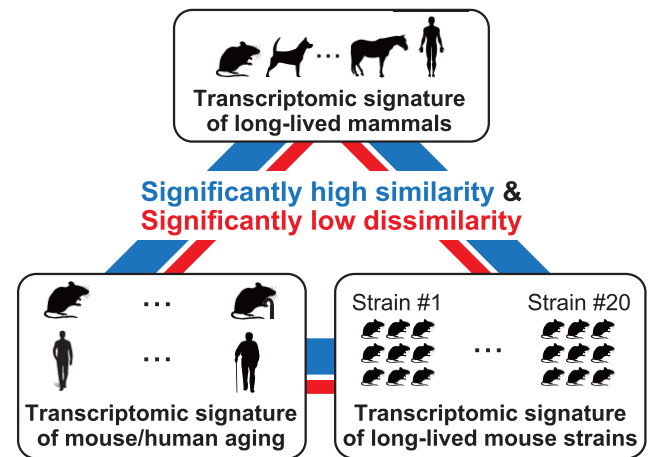 ...
Transcriptomic signature
of long-lived mammals
Significantly high similarity &
Significantly low dissimilarity
...
...
Transcriptomic signature
of mouse/human aging
Strain #1 Strain #20
...
Transcriptomic signature
of long-lived mouse strains